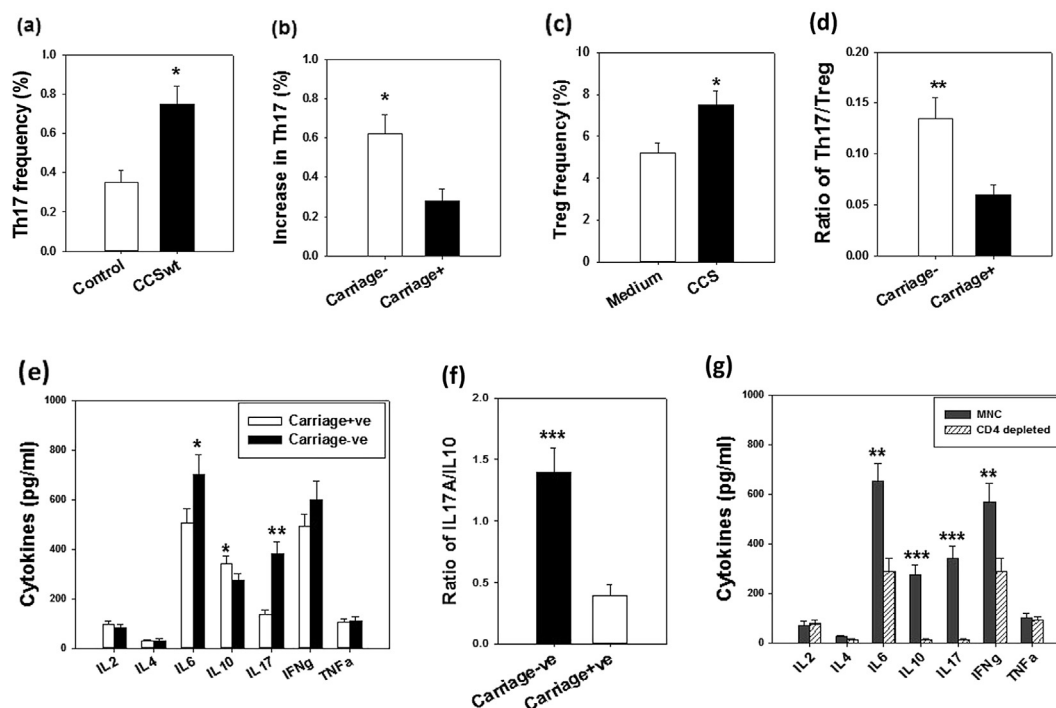 (a)
Th17 frequency (%)
1.0
0.8
0.6
0.4
0.2
0.0
*
Control
CCSwt
(b)
Increase in Th17 (%)
1.0
0.8
0.6
0.4
0.2
0.0
*
Carriage-
Carriage+
(c)
Treg frequency (%)
10
8
6
4
2
0
*
Medium
CCS
(d)
Ratio of Th17/Treg
0.20
0.15
0.10
0.05
0.00
**
Carriage-
Carriage+
(e)
Cytokines (pg/ml)
1000
800
600
400
200
0
Carriage+ve
Carriage-ve
*
*
**
IL2
IL4
IL6
IL10
IL17
IFNg
TNFa
(f)
Ratio of IL17A/IL10
2.0
1.5
1.0
0.5
0.0
***
Carriage-ve
Carriage+ve
(g)
Cytokines (pg/ml)
1000
800
600
400
200
0
MNC
CD4 depleted
**
***
***
**
IL2
IL4
IL6
IL10
IL17
IFNg
TNFa